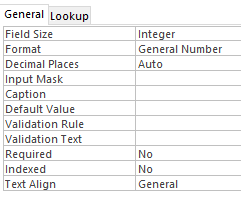 General Lookup
Field Size Integer
Format General Number
Decimal Places Auto
Input Mask
Caption
Default Value
Validation Rule
Validation Text
Required No
Indexed No
Text Align General